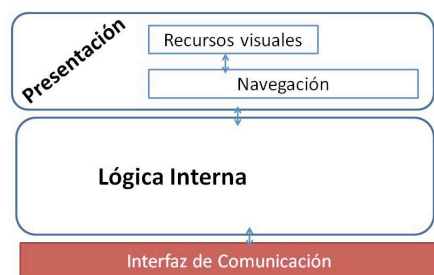 Presentación
Recursos visuales
Navegación
Lógica Interna
Interfaz de Comunicación